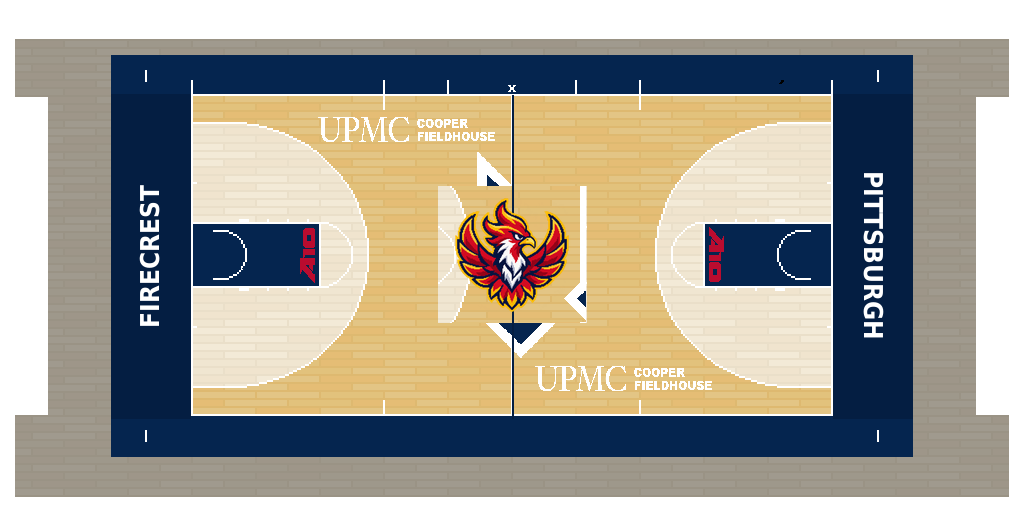 x
UPMC COOPER
FIELDHOUSE
FIRECREST
A10
A10
PITTSBURGH
UPMC COOPER
FIELDHOUSE